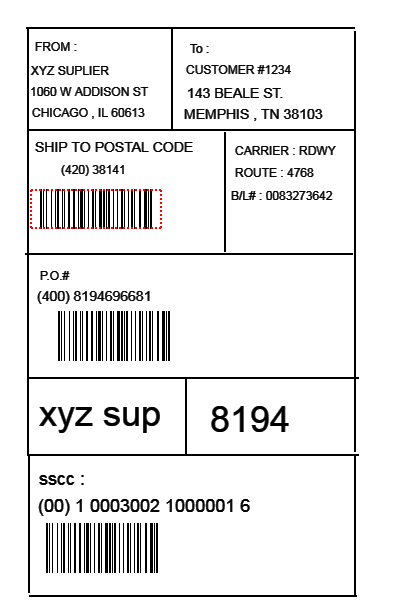 FROM :
XYZ SUPLIER
1060 W ADDISON ST
CHICAGO , IL 60613
To :
CUSTOMER #1234
143 BEALE ST.
MEMPHIS , TN 38103
SHIP TO POSTAL CODE
(420) 38141
CARRIER : RDWY
ROUTE : 4768
B/L# : 0083273642
P.O.#
(400) 8194696681
xyz sup
8194
sscc :
(00) 1 0003002 1000001 6